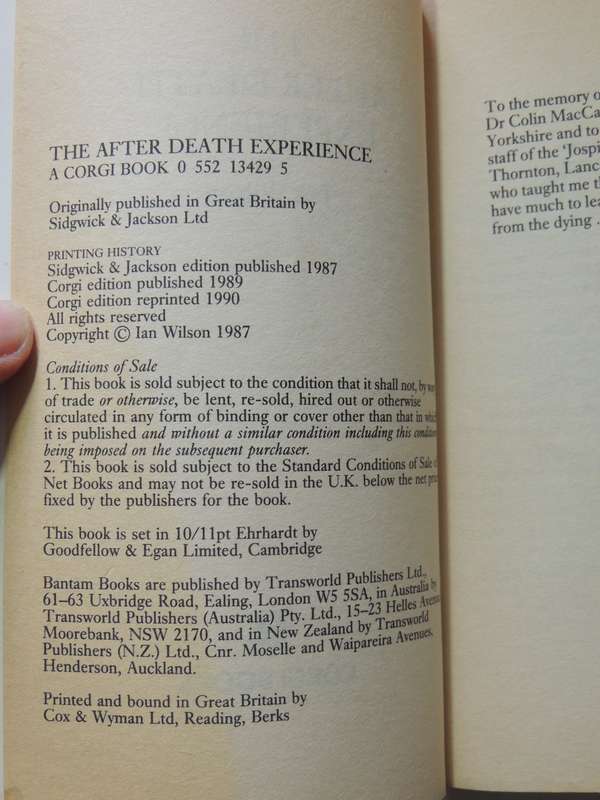 THE AFTER DEATH EXPERIENCE
A CORGI BOOK 0 552 13429 5
Originally published in Great Britain by
Sidgwick & Jackson Ltd
PRINTING HISTORY
Sidgwick & Jackson edition published 1987
Corgi edition published 1989
Corgi edition reprinted 1990
All rights reserved
Copyright © Ian Wilson 1987
Conditions of Sale
1. This book is sold subject to the condition that it shall not, by
of trade or otherwise, be lent, re-sold, hired out or otherwise
circulated in any form of binding or cover other than that in which
it is published and without a similar condition including this condition
being imposed on the subsequent purchaser.
2. This book is sold subject to the Standard Conditions of Sale
Net Books and may not be re-sold in the U.K. below the net
fixed by the publishers for the book.
This book is set in 10/11pt Ehrhardt by
Goodfellow & Egan Limited, Cambridge
Bantam Books are published by Transworld Publishers Ltd.,
61–63 Uxbridge Road, Ealing, London W5 5SA, in Australia by
Transworld Publishers (Australia) Pty. Ltd., 15–23 Helles Avenue,
Moorebank, NSW 2170, and in New Zealand by Transworld
Publishers (N.Z.) Ltd., Cnr. Moselle and Waipareira Avenues,
Henderson, Auckland.
Printed and bound in Great Britain by
Cox & Wyman Ltd, Reading, Berks
To the memory
Dr Colin
Yorkshire and to
staff of the
Thornton,
who taught me
have much to
from the dying .